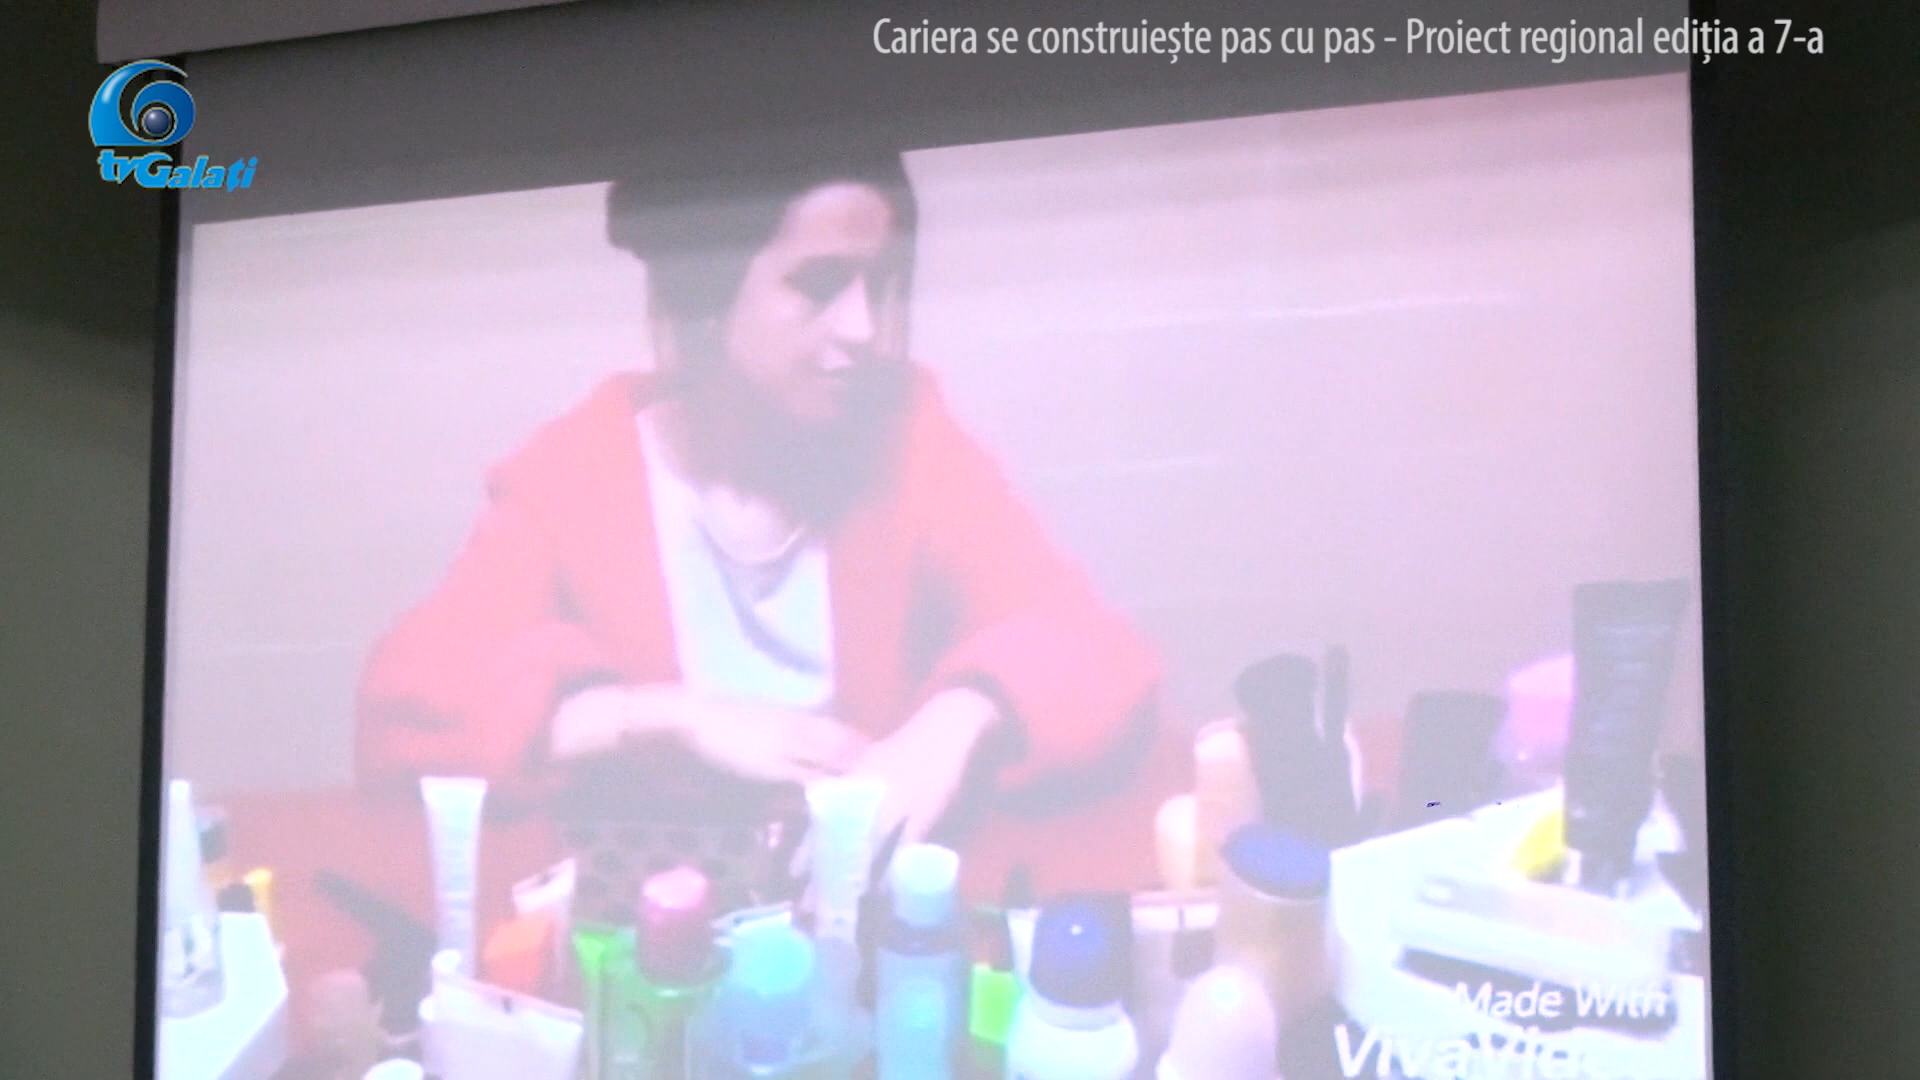 Cariera se construiește pas cu pas - Proiect regional ediția a 7-a
tvGalați
Made With